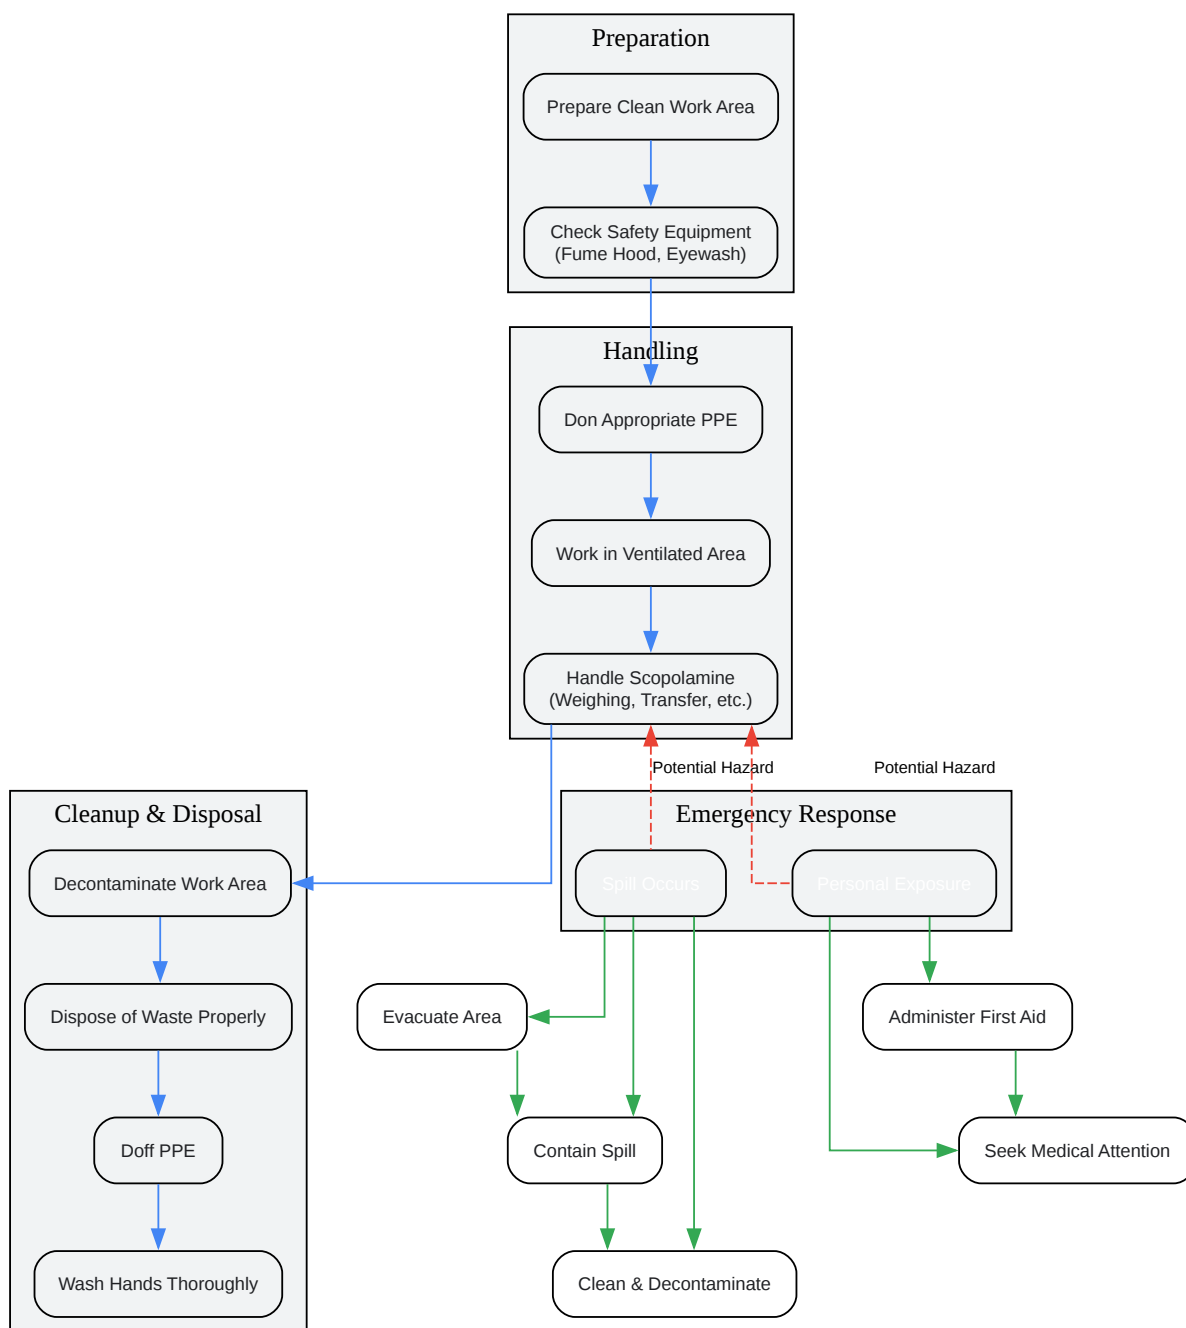 Preparation
Prepare Clean Work Area
Check Safety Equipment
(Fume Hood, Eyewash)
Handling
Don Appropriate PPE
Work in Ventilated Area
Handle Scopolamine
(Weighing, Transfer, etc.)
Potential Hazard
Potential Hazard
Cleanup & Disposal
Decontaminate Work Area
Dispose of Waste Properly
Doff PPE
Wash Hands Thoroughly
Emergency Response
Spill Occurs
Personal Exposure
Evacuate Area
Administer First Aid
Contain Spill
Seek Medical Attention
Clean & Decontaminate